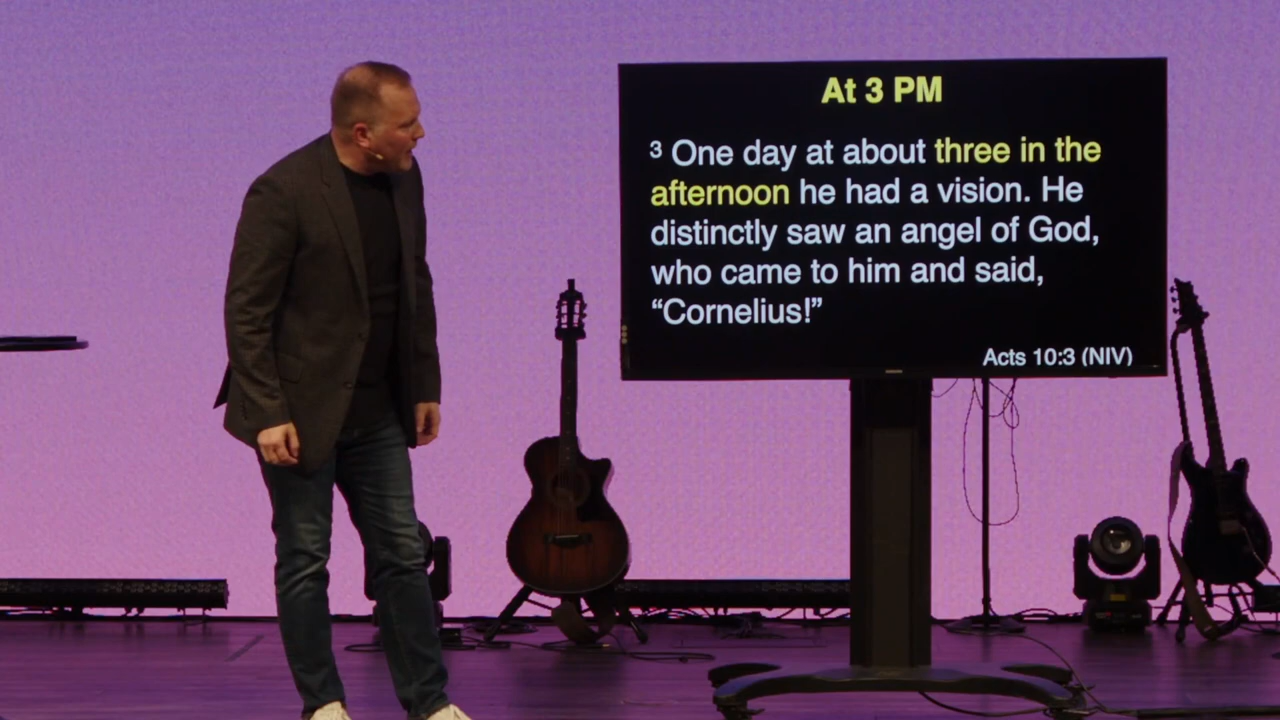 At 3 PM
³ One day at about three in the
afternoon he had a vision. He
distinctly saw an angel of God,
who came to him and said,
“Cornelius!”
Acts 10:3 (NIV)